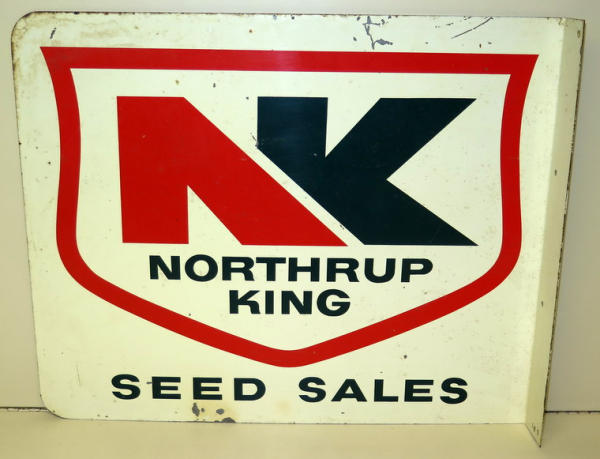 NK
NORTHRUP
KING
SEED SALES